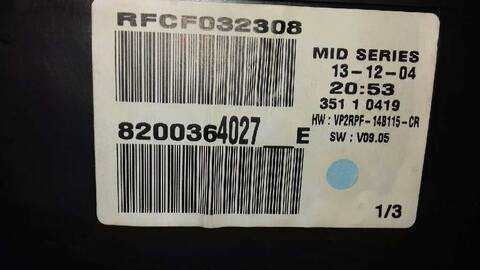 RFCF032308
MID SERIES
13-12-04
20:53
351 1 0419
HW : VP2RPF-14B115-CR
SW : V09.05
8200364027__E
1/3